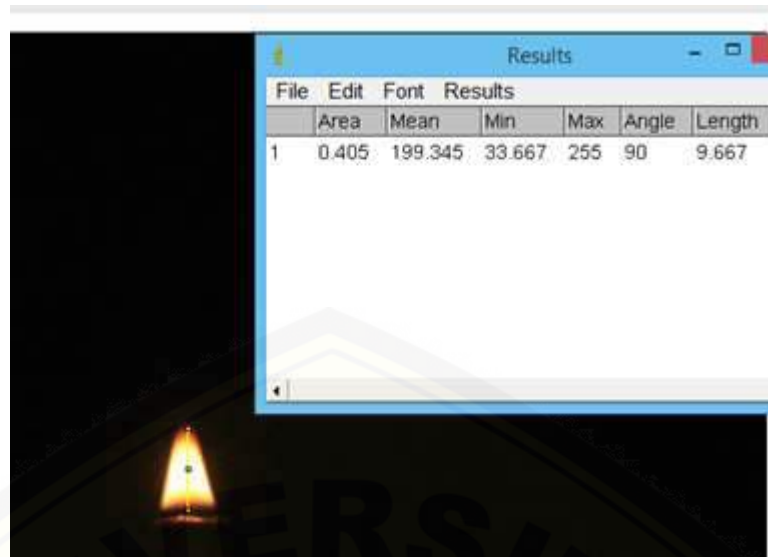 Results
File Edit Font Results
Area Mean Min Max Angle Length
1 0.405 199.345 33.667 255 90 9.667
VERSI